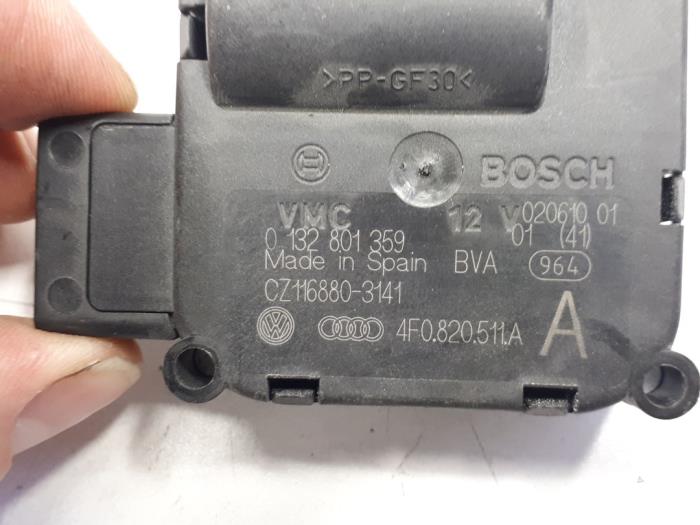 >PP-GF30<
BOSCH
VMC 12 V 020610 01
0 132 801 359 01 (41)
Made in Spain BVA 964
CZ116880-3141
4F0.820.511.A A